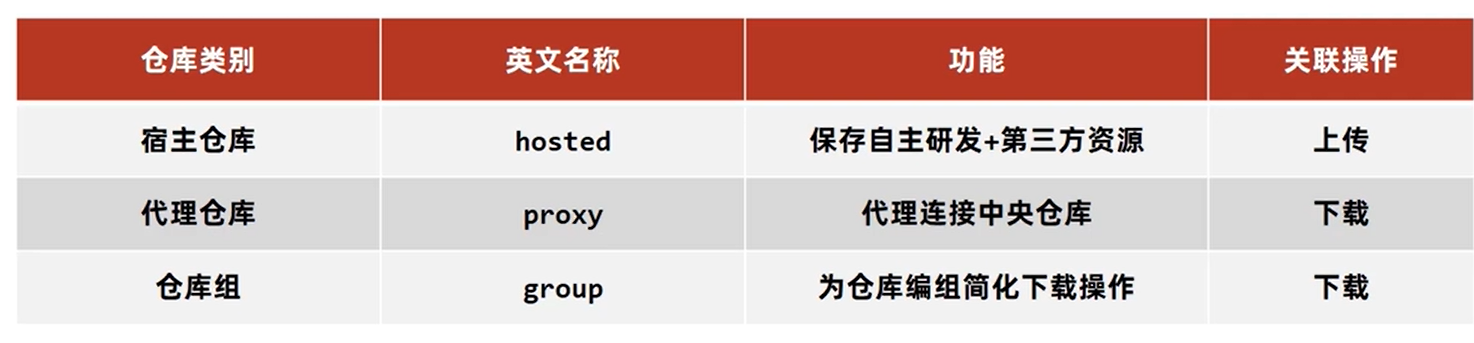 仓库类别 英文名称 功能 关联操作
宿主仓库 hosted 保存自主研发+第三方资源 上传
代理仓库 proxy 代理连接中央仓库 下载
仓库组 group 为仓库编组简化下载操作 下载